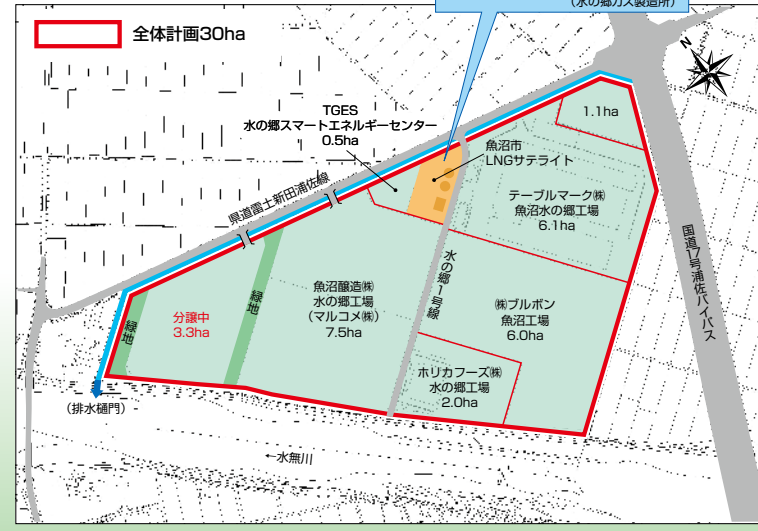 (水の郷ガス製造所)
全体計画30ha
N
TGES
水の郷スマートエネルギーセンター
0.5ha
1.1ha
魚沼市
LNGサテライト
県道雷土新田浦佐線
テーブルマーク㈱
魚沼水の郷工場
6.1ha
国道17号浦佐バイパス
水の郷1号線
魚沼醸造㈱
水の郷工場
(マルコメ㈱)
7.5ha
㈱ブルボン
魚沼工場
6.0ha
緑地
分譲中
3.3ha
緑地
ホリカフーズ㈱
水の郷工場
2.0ha
(排水樋門)
←水無川